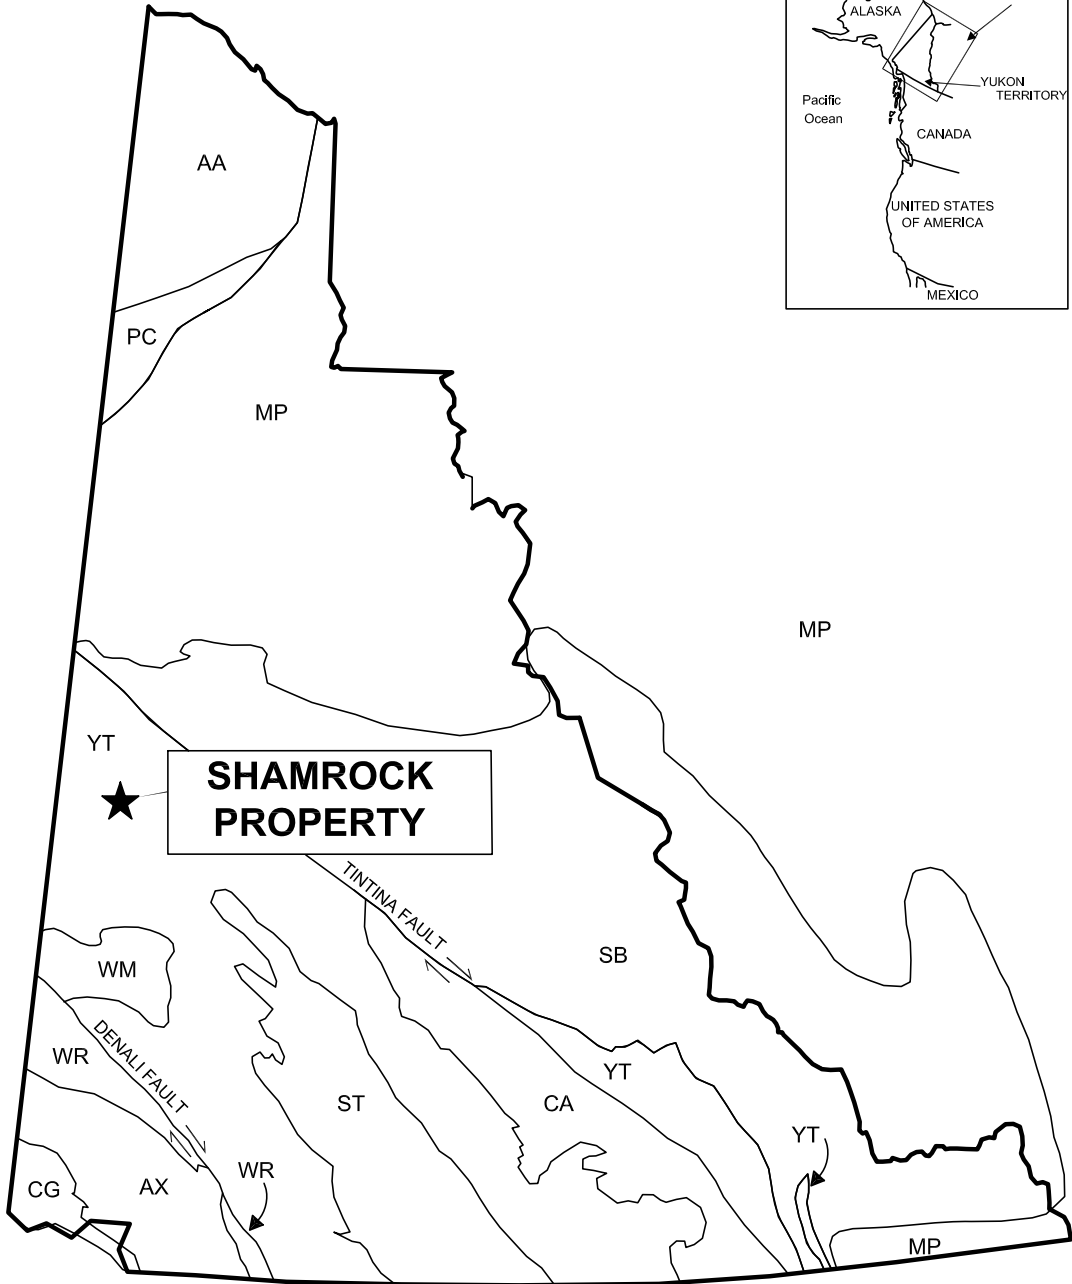 ALASKA
YUKON
TERRITORY
Pacific
Ocean
CANADA
UNITED STATES
OF AMERICA
MEXICO
AA
PC
MP
MP
YT
SHAMROCK
PROPERTY
TINTINA FAULT
SB
WM
DENALI FAULT
WR
YT
ST
CA
YT
WR
CG
AX
MP